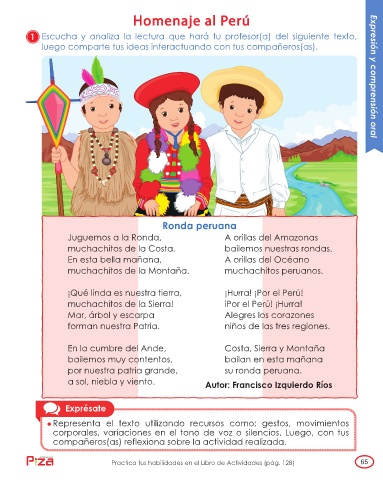 Homenaje al Perú
1 Escucha y analiza la lectura que hará tu profesor(a) del siguiente texto,
luego comparte tus ideas interactuando con tus compañeros(as).
Expresión y comprensión oral
Ronda peruana
Juguemos a la Ronda,
muchachitos de la Costa.
En esta bella mañana,
muchachitos de la Montaña.
¡Qué linda es nuestra tierra,
muchachitos de la Sierra!
Mar, árbol y escarpa
forman nuestra Patria.
En la cumbre del Ande,
bailemos muy contentos,
por nuestra patria grande,
a sol, niebla y viento.
A orillas del Amazonas
bailemos nuestras rondas.
A orillas del Océano
muchachitos peruanos.
¡Hurra! ¡Por el Perú!
¡Por el Perú! ¡Hurra!
Alegres los corazones
niños de las tres regiones.
Costa, Sierra y Montaña
bailan en esta mañana
su ronda peruana.
Autor: Francisco Izquierdo Ríos
Exprésate
• Representa el texto utilizando recursos como: gestos, movimientos
corporales, variaciones en el tono de voz o silencios. Luego, con tus
compañeros(as) reflexiona sobre la actividad realizada.
Practica tus habilidades en el Libro de Actividades (pág. 128)
65